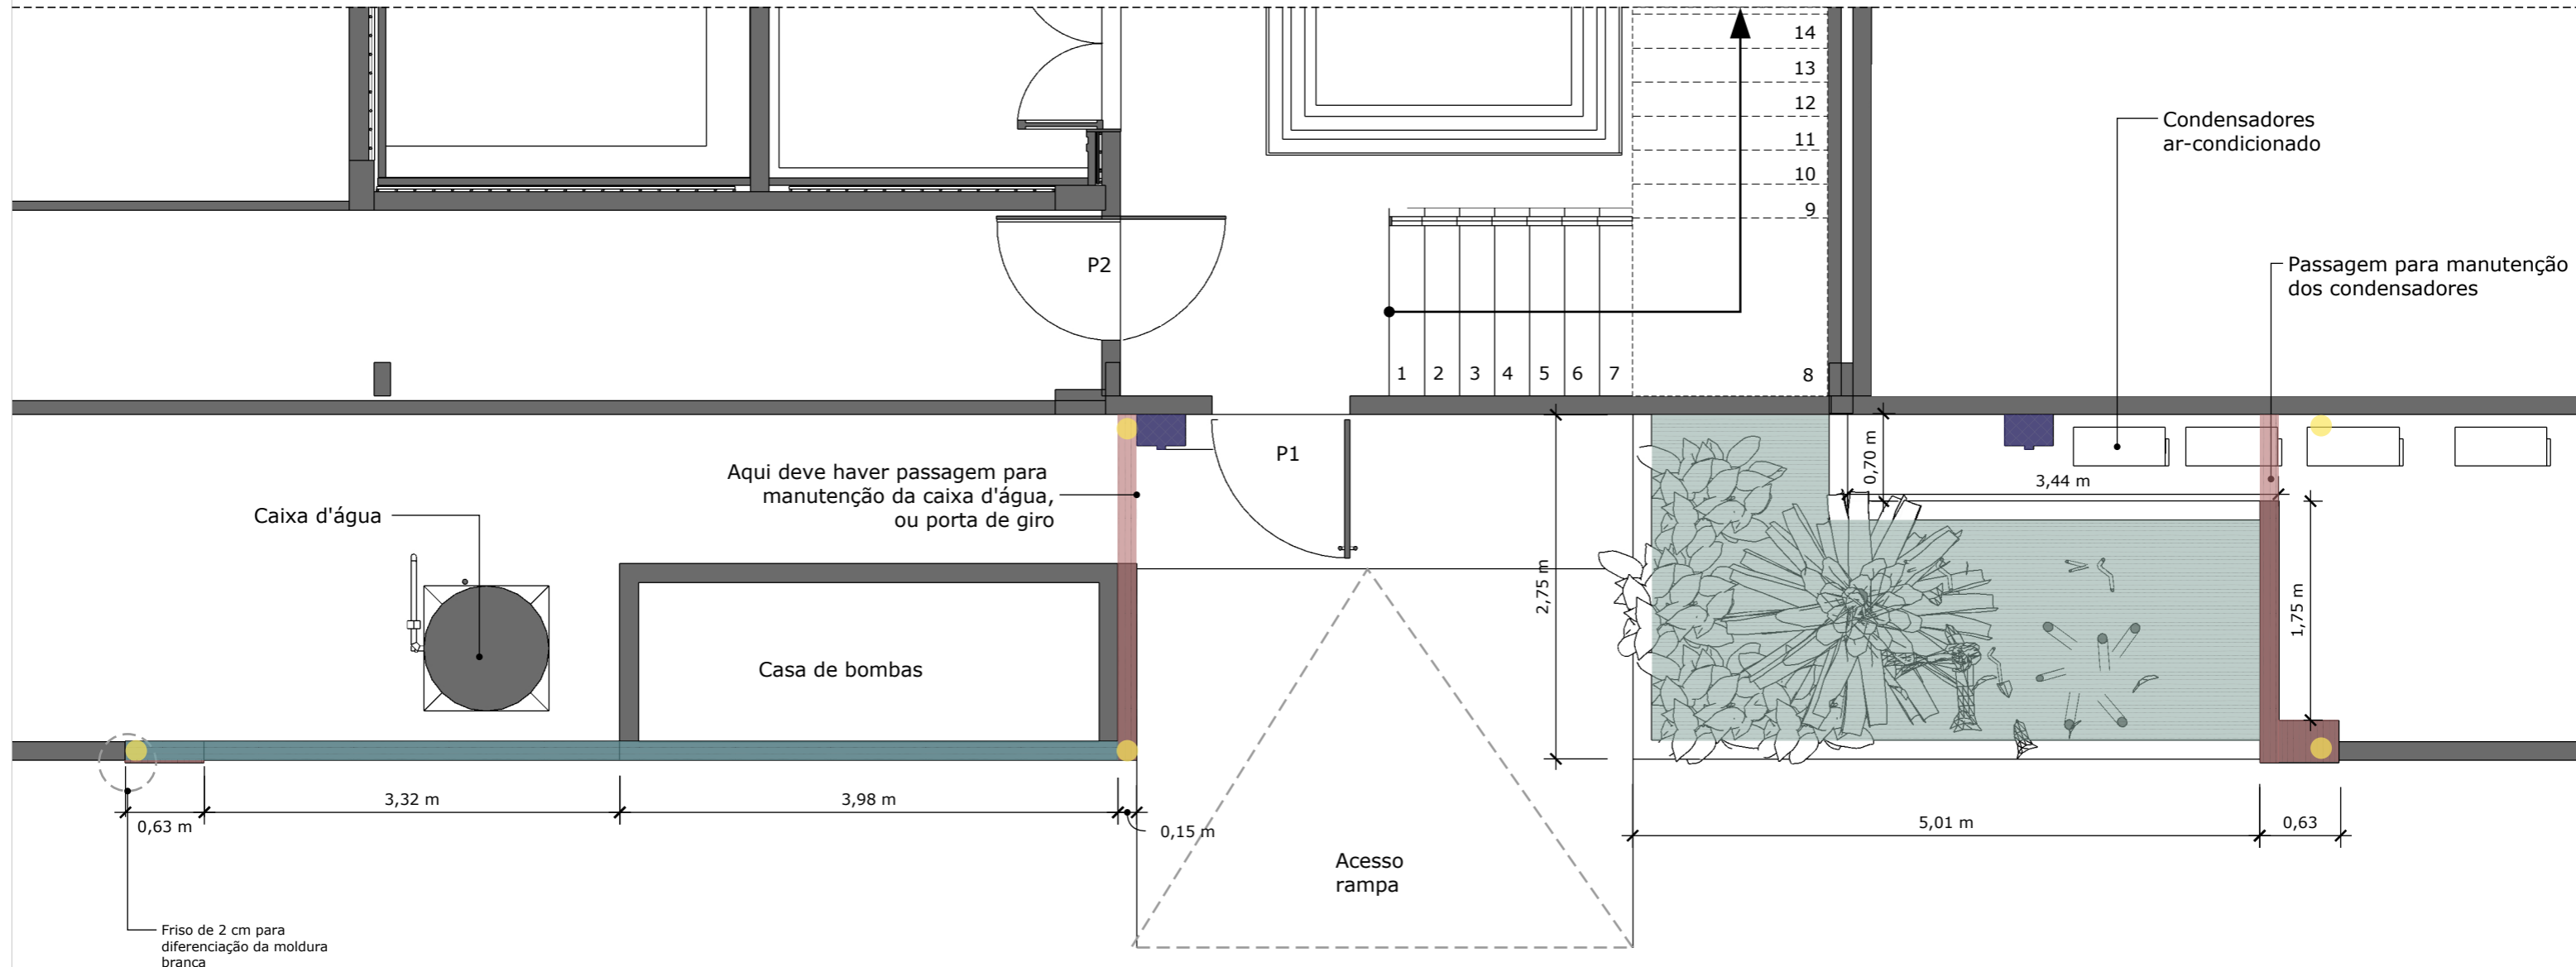 14
13
12
11
10
9
Condensadores
ar-condicionado
P2
Passagem para manutenção
dos condensadores
1 2 3 4 5 6 7
8
P1
0,70 m
Aqui deve haver passagem para
manutenção da caixa d'água,
ou porta de giro
3,44 m
Caixa d'água
2,75 m
1,75 m
Casa de bombas
3,32 m
3,98 m
0,63 m
0,15 m
5,01 m
0,63
Acesso
rampa
Friso de 2 cm para
diferenciação da moldura
branca